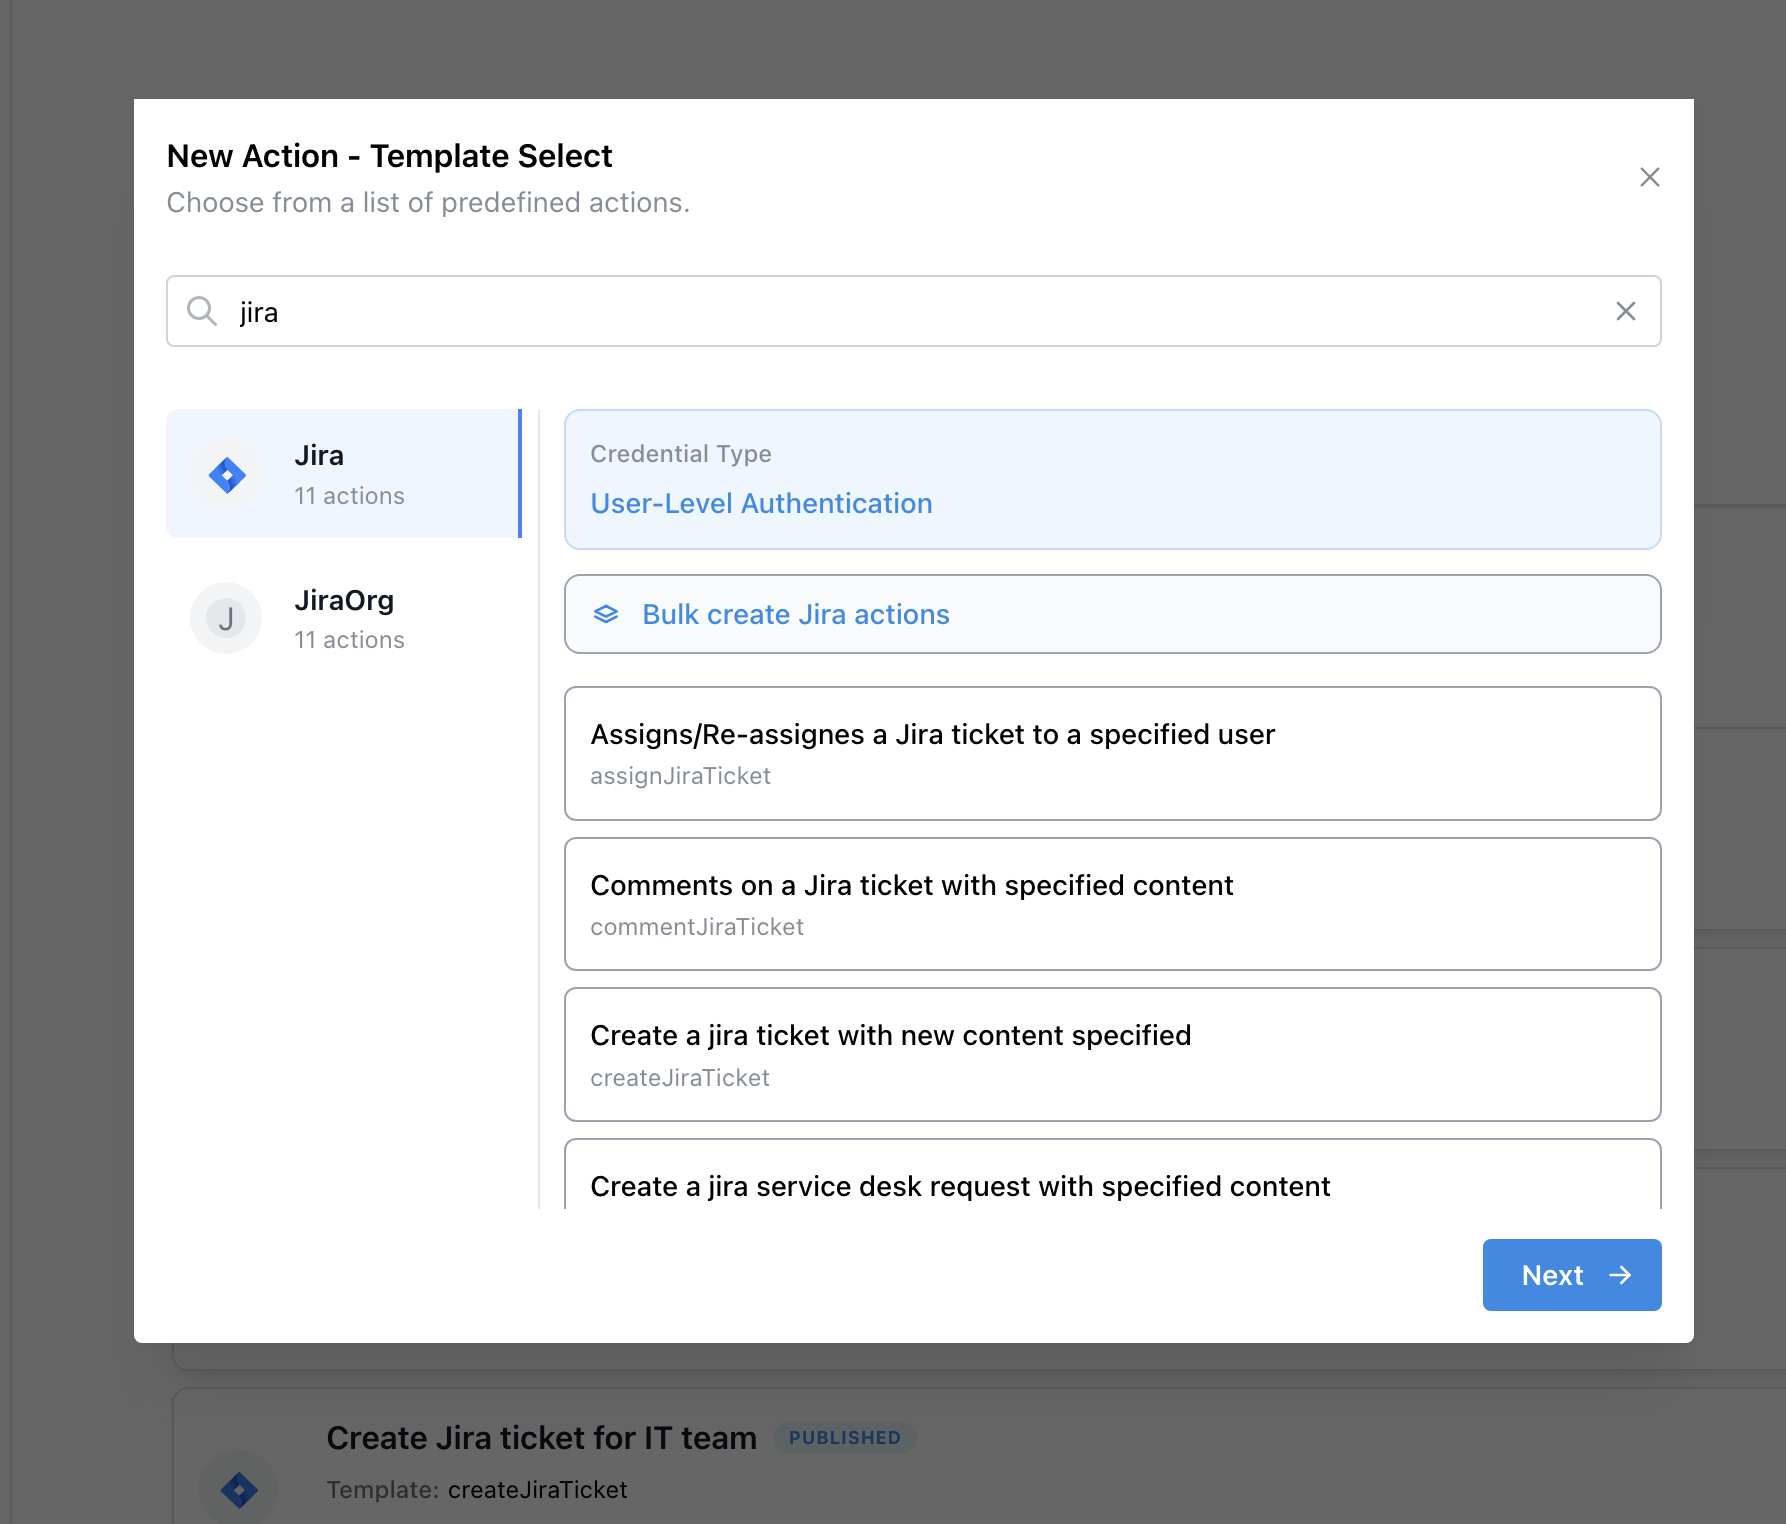 New Action - Template Select
Choose from a list of predefined actions.
jira
Jira
11 actions
J
JiraOrg
11 actions
Credential Type
User-Level Authentication
Bulk create Jira actions
Assigns/Re-assignes a Jira ticket to a specified user
assignJiraTicket
Comments on a Jira ticket with specified content
commentJiraTicket
Create a jira ticket with new content specified
createJiraTicket
Create a jira service desk request with specified content
Next
Create Jira ticket for IT team PUBLISHED
Template: createJiraTicket